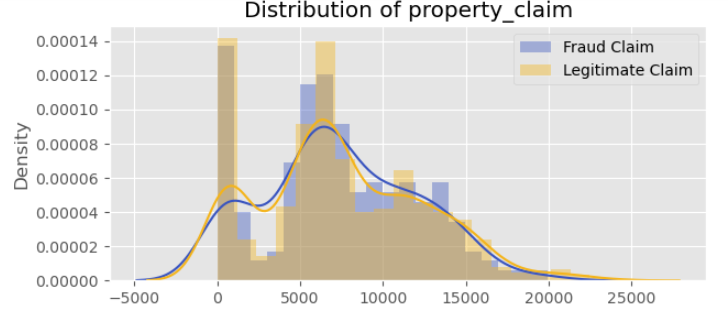 Distribution of property_claim
0.00014
0.00012
0.00010
0.00008
0.00006
0.00004
0.00002
0.00000
Density
Fraud Claim
Legitimate Claim
−5000 0 5000 10000 15000 20000 25000